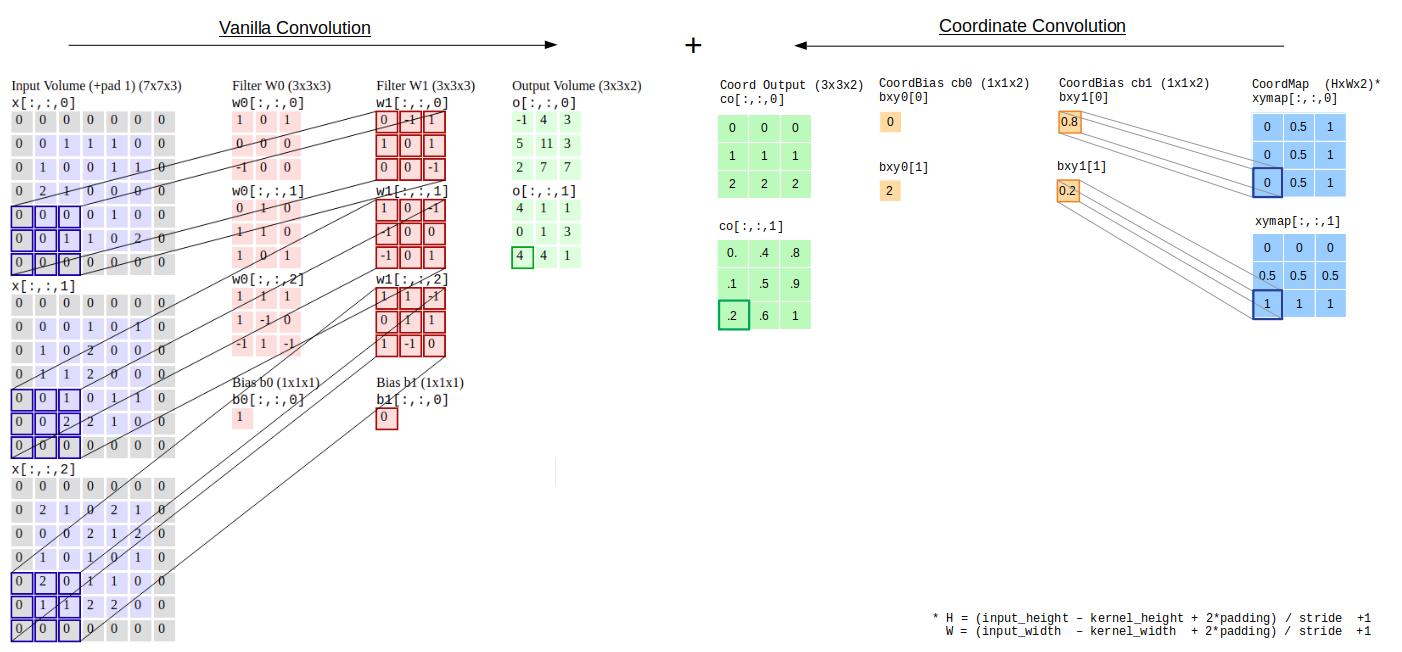 Vanilla Convolution
+
Coordinate Convolution
Input Volume (+pad 1) (7x7x3)
x[:,:,0]
0 0 0 0 0 0 0
0 0 1 1 1 0 0
0 1 0 0 1 1 0
0 2 1 0 0 0 0
0 0 0 0 1 0 0
0 0 1 1 0 2 0
0 0 0 0 0 0 0
x[:,:,1]
0 0 0 0 0 0 0
0 0 0 1 0 1 0
0 1 0 2 0 0 0
0 1 1 2 0 0 0
0 0 1 0 1 1 0
0 0 2 2 1 0 0
0 0 0 0 0 0 0
x[:,:,2]
0 0 0 0 0 0 0
0 2 1 0 2 1 0
0 0 0 2 1 2 0
0 1 0 1 0 1 0
0 2 0 1 1 0 0
0 1 1 2 2 0 0
0 0 0 0 0 0 0
Filter W0 (3x3x3)
w0[:,:,0]
1 0 1
0 0 0
-1 0 0
w0[:,:,1]
0 1 0
1 1 0
1 0 1
w0[:,:,2]
1 1 1
1 -1 0
-1 1 -1
Bias b0 (1x1x1)
b0[:,:,0]
1
Filter W1 (3x3x3)
w1[:,:,0]
0 -1 1
1 0 1
0 0 -1
w1[:,:,1]
1 0 -1
-1 0 0
-1 0 1
w1[:,:,2]
1 1 -1
0 1 1
1 -1 0
Bias b1 (1x1x1)
b1[:,:,0]
0
Output Volume (3x3x2)
o[:,:,0]
-1 4 3
5 11 3
2 7 7
o[:,:,1]
4 1 1
0 1 3
4 4 1
Coord Output (3x3x2)
co[:,:,0]
0 0 0
1 1 1
2 2 2
co[:,:,1]
0. .4 .8
.1 .5 .9
.2 .6 1
CoordBias cb0 (1x1x2)
bxy0[0]
0
bxy0[1]
2
CoordBias cb1 (1x1x2)
bxy1[0]
0.8
bxy1[1]
0.2
CoordMap (HxWx2)*
xymap[:,:,0]
0 0.5 1
0 0.5 1
0 0.5 1
xymap[:,:,1]
0 0 0
0.5 0.5 0.5
1 1 1
* H = (input_height – kernel_height + 2*padding) / stride +1
W = (input_width – kernel_width + 2*padding) / stride +1